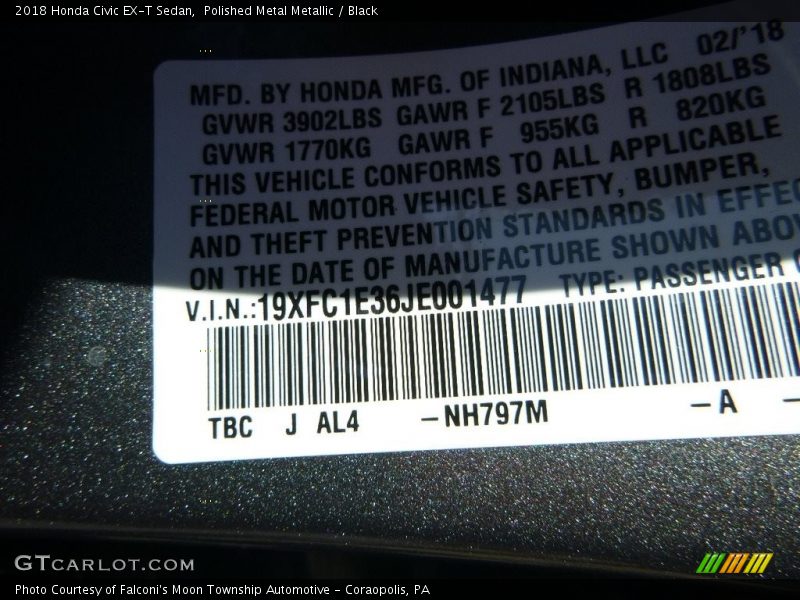 2018 Honda Civic EX-T Sedan, Polished Metal Metallic / Black
MFD. BY HONDA MFG. OF INDIANA, LLC 02/'18
GVWR 3902LBS GAWR F 2105LBS R 1808LBS
GVWR 1770KG GAWR F 955KG R 820KG
THIS VEHICLE CONFORMS TO ALL APPLICABLE
FEDERAL MOTOR VEHICLE SAFETY, BUMPER,
AND THEFT PREVENTION STANDARDS IN EFFEC
ON THE DATE OF MANUFACTURE SHOWN ABOV
V.I.N.:19XFC1E36JE001477 TYPE: PASSENGER C
TBC J AL4 -NH797M -A -
GTCARLOT.COM
Photo Courtesy of Falconi's Moon Township Automotive - Coraopolis, PA